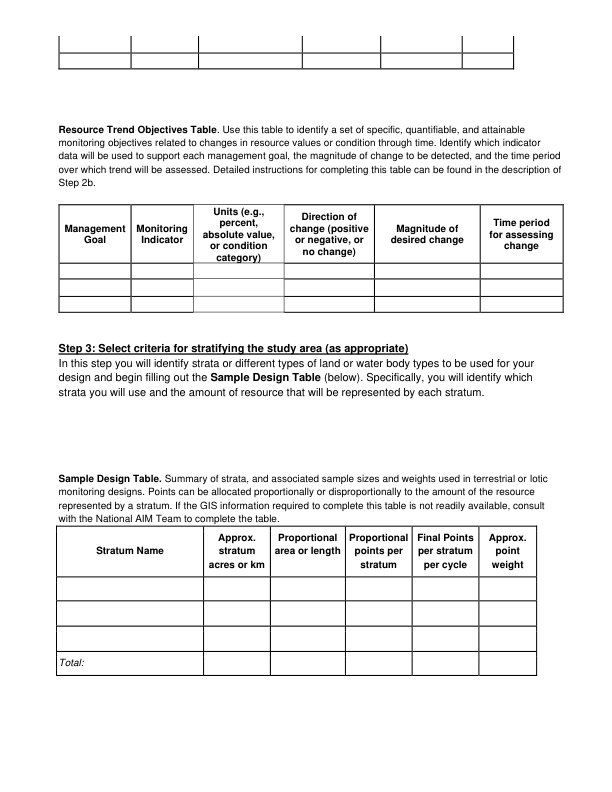 Resource Trend Objectives Table. Use this table to identify a set of specific, quantifiable, and attainable
monitoring objectives related to changes in resource values or condition through time. Identify which indicator
data will be used to support each management goal, the magnitude of change to be detected, and the time period
over which trend will be assessed. Detailed instructions for completing this table can be found in the description of
Step 2b.
Management
Goal
Monitoring
Indicator
Units (e.g.,
percent,
absolute value,
or condition
category)
Direction of
change (positive
or negative, or
no change)
Magnitude of
desired change
Time period
for assessing
change
Step 3: Select criteria for stratifying the study area (as appropriate)
In this step you will identify strata or different types of land or water body types to be used for your
design and begin filling out the Sample Design Table (below). Specifically, you will identify which
strata you will use and the amount of resource that will be represented by each stratum.
Sample Design Table. Summary of strata, and associated sample sizes and weights used in terrestrial or lotic
monitoring designs. Points can be allocated proportionally or disproportionally to the amount of the resource
represented by a stratum. If the GIS information required to complete this table is not readily available, consult
with the National AIM Team to complete the table.
Stratum Name
Approx.
stratum
acres or km
Proportional
area or length
Proportional
points per
stratum
Final Points
per stratum
per cycle
Approx.
point
weight
Total: